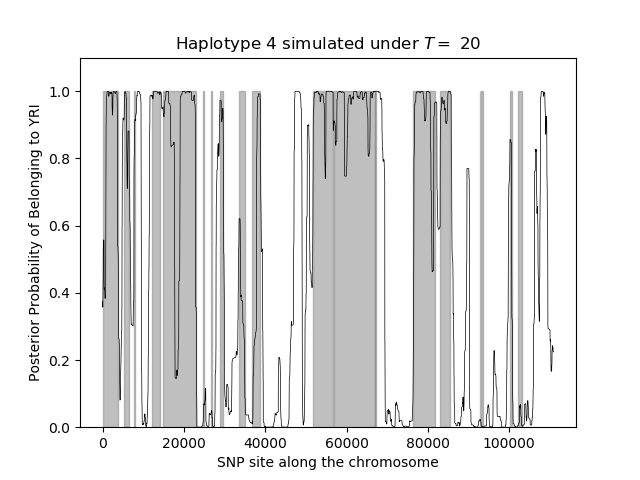 Haplotype 4 simulated under T = 20
Posterior Probability of Belonging to YRI
1.0
0.8
0.6
0.4
0.2
0.0
0 20000 40000 60000 80000 100000
SNP site along the chromosome